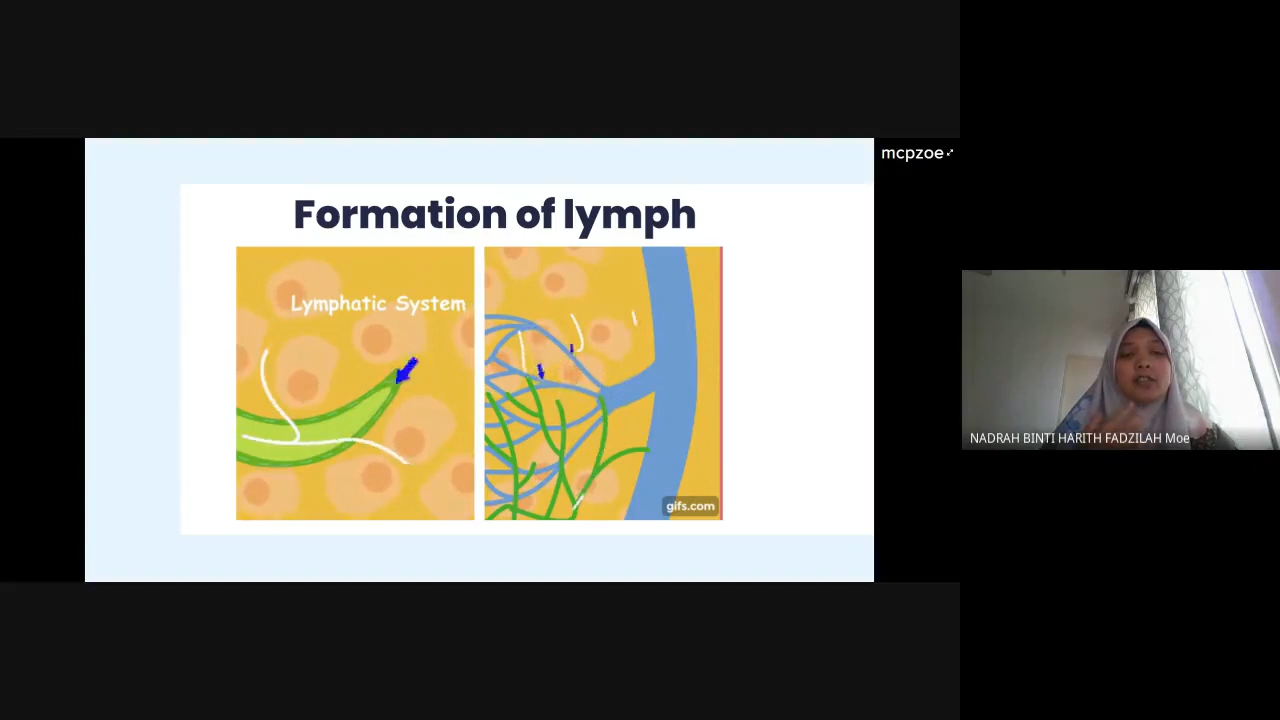 mcpzoe
Formation of lymph
Lymphatic System
gifs.com
NADRAH BINTI HARITH FADZILAH Moe